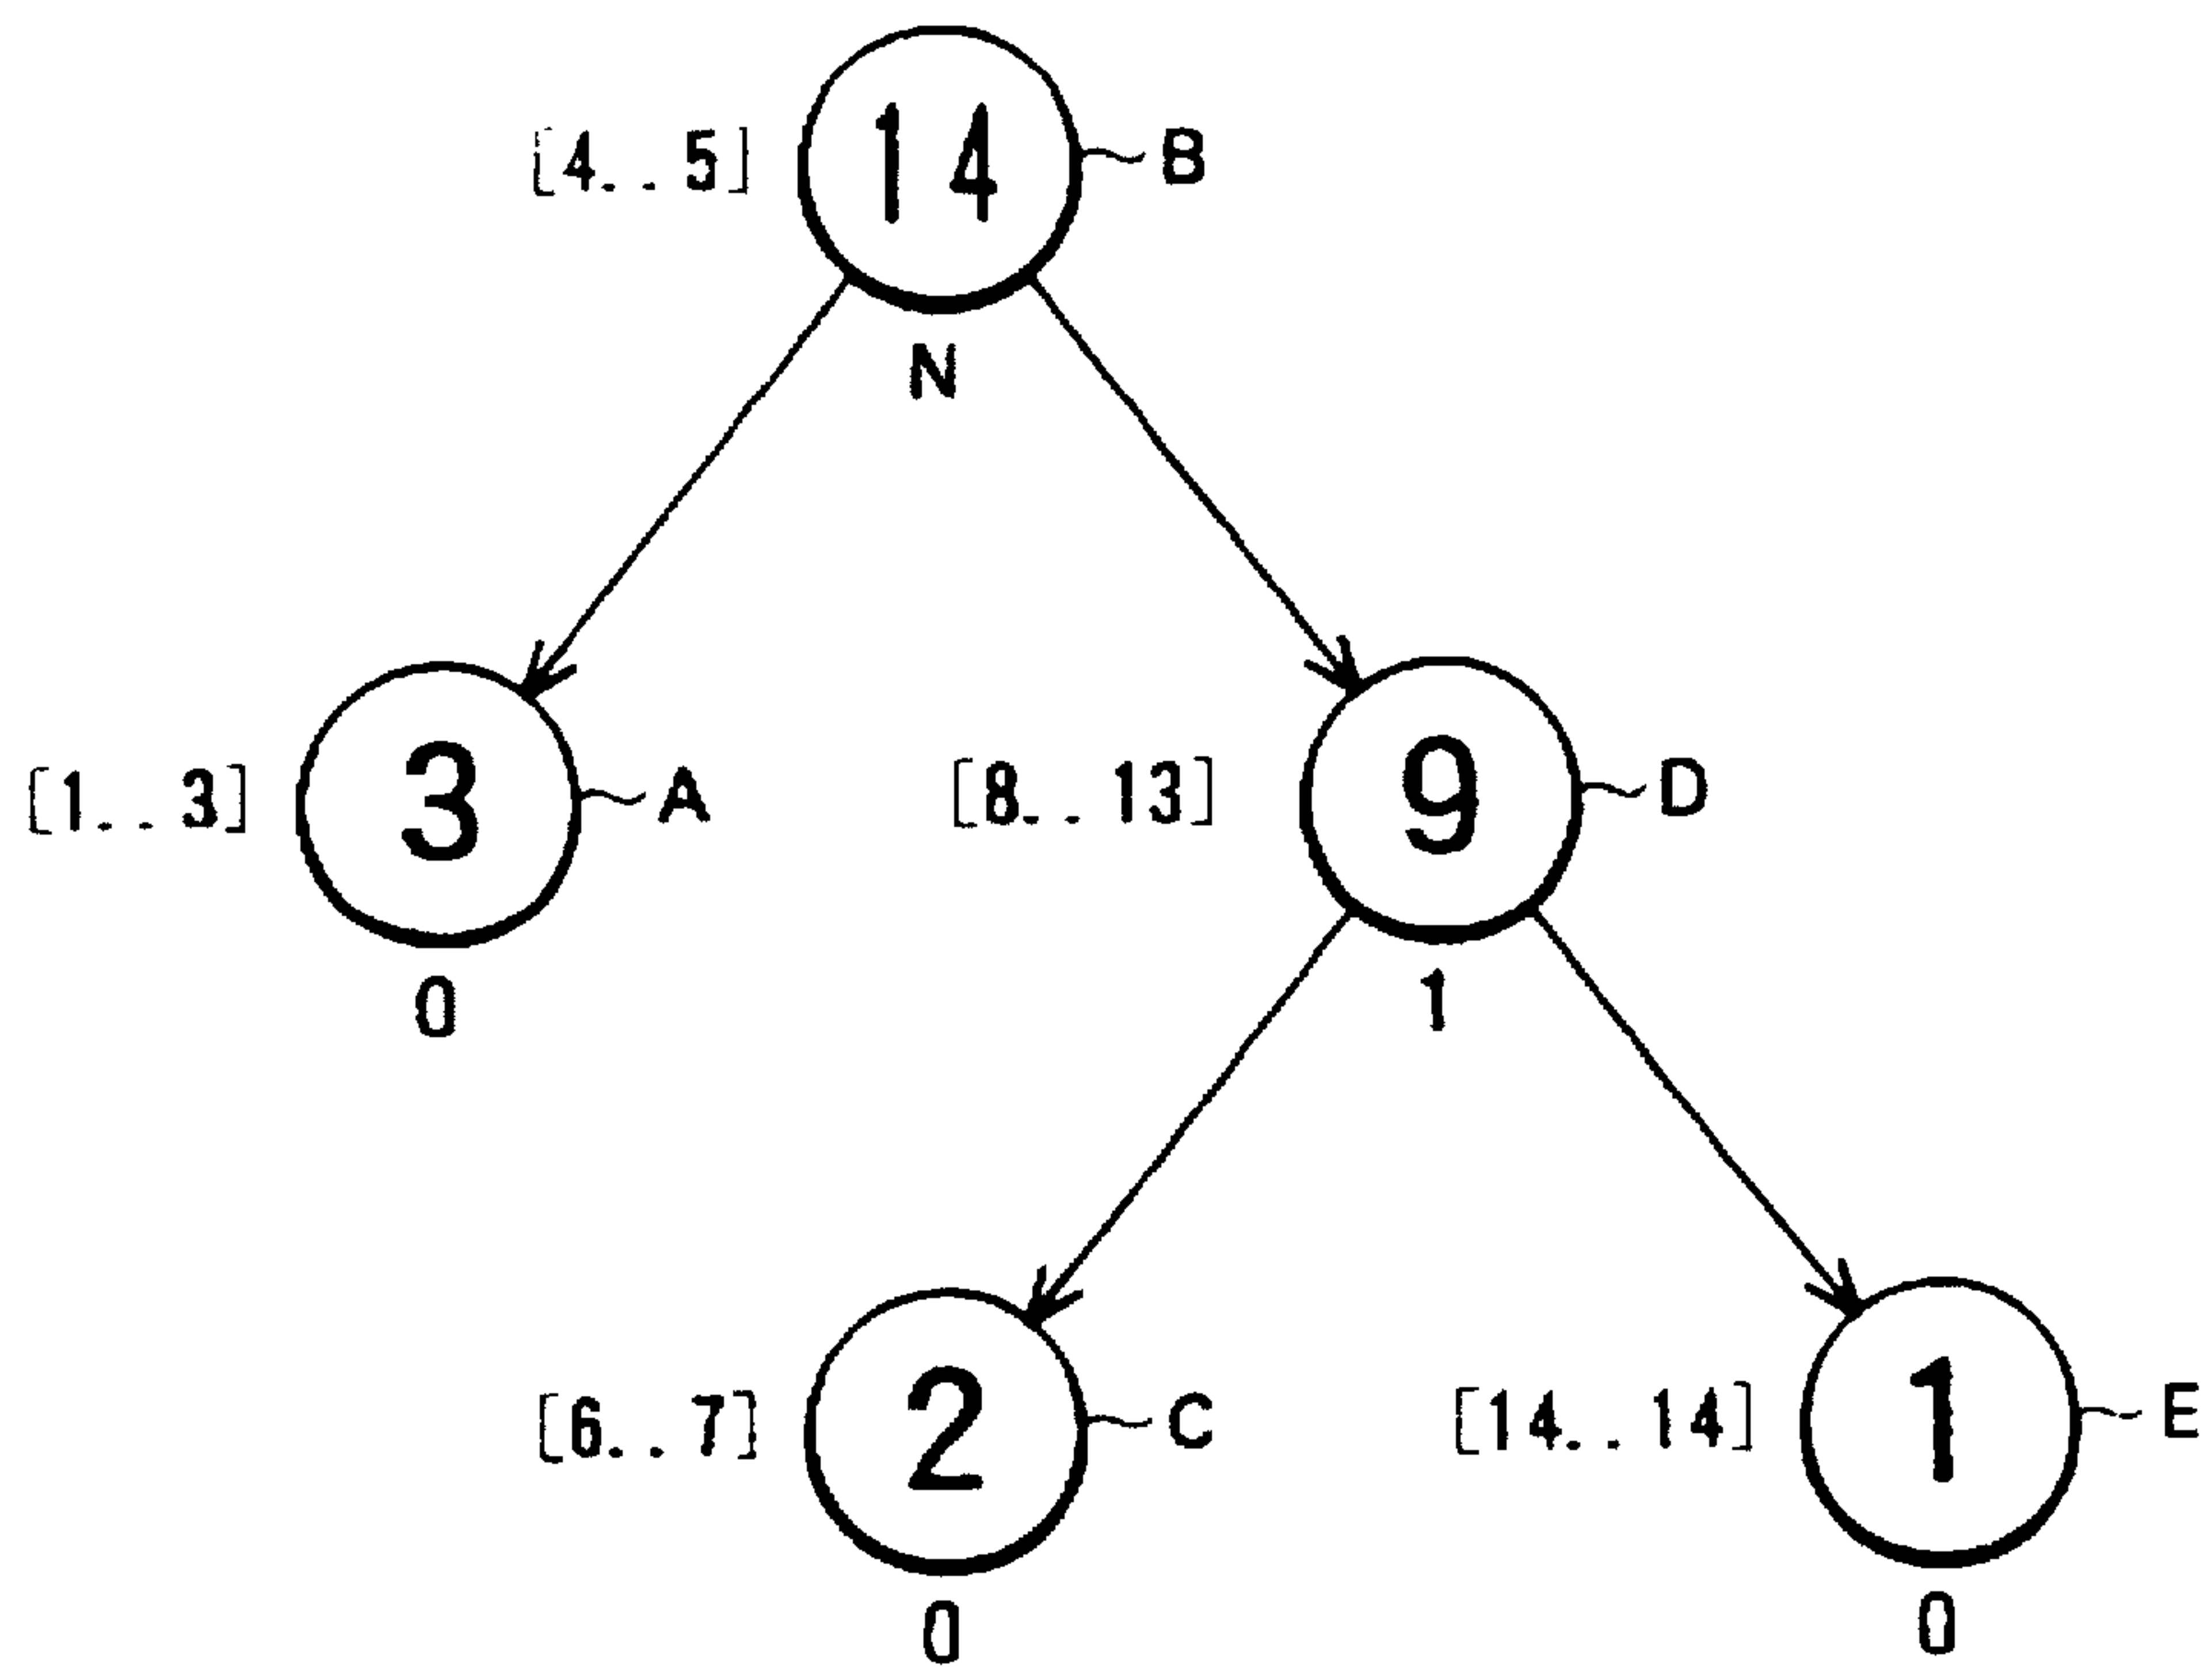 [4..5] 14 B
N
[1..3] 3 A [8..13] 9 D
0 1
[6..7] 2 C [14..14] 1 E
0 0